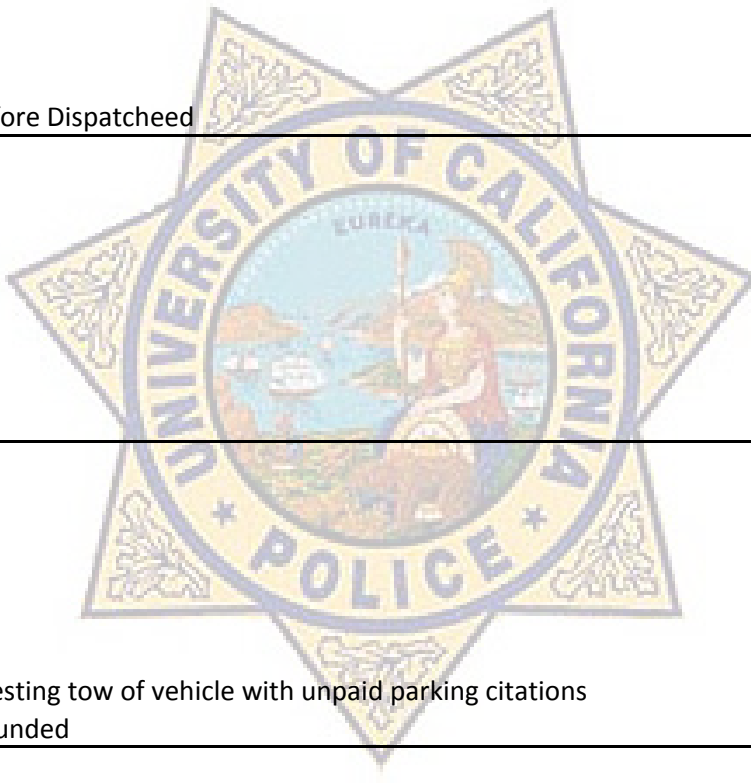 ore Dispatcheed
UNIVERSITY OF CALIFORNIA
EUREKA
POLICE
esting tow of vehicle with unpaid parking citations
unded